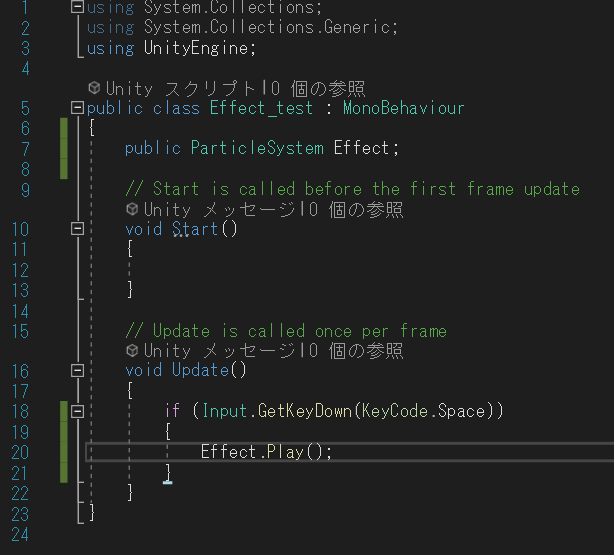 1 using System.Collections;
2 using System.Collections.Generic;
3 using UnityEngine;
4
Unity スクリプト|0 個の参照
5 public class Effect_test : MonoBehaviour
6 {
7 public ParticleSystem Effect;
8
9 // Start is called before the first frame update
Unity メッセージ|0 個の参照
10 void Start()
11 {
12
13 }
14
15 // Update is called once per frame
Unity メッセージ|0 個の参照
16 void Update()
17 {
18 if (Input.GetKeyDown(KeyCode.Space))
19 {
20 Effect.Play();
21 }
22 }
23 }
24